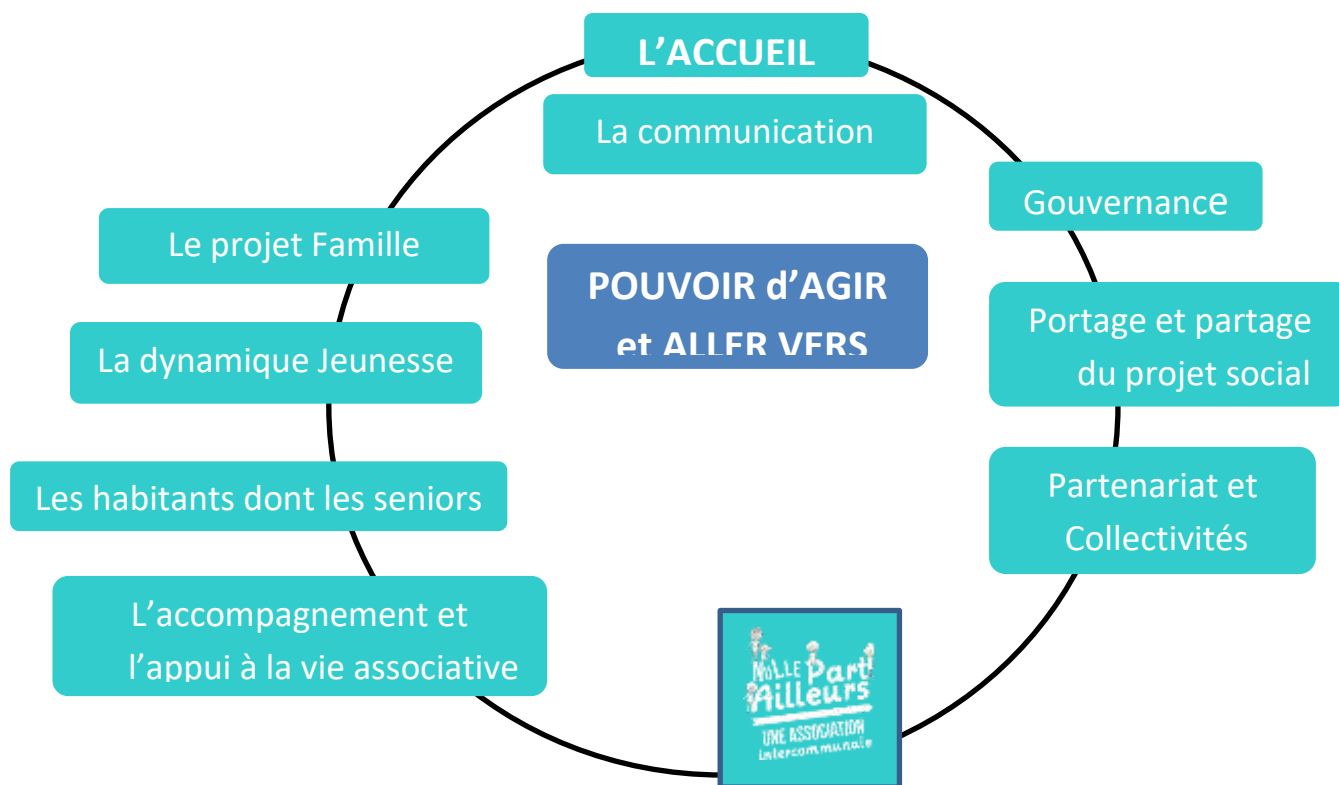 L’ACCUEIL
La communication
Gouvernance
Le projet Famille
POUVOIR d’AGIR
et ALLER VERS
Portage et partage
du projet social
La dynamique Jeunesse
Partenariat et
Collectivités
Les habitants dont les seniors
L’accompagnement et
l’appui à la vie associative
NULLE Part
Ailleurs
UNE ASSOCIATION
intercommunale